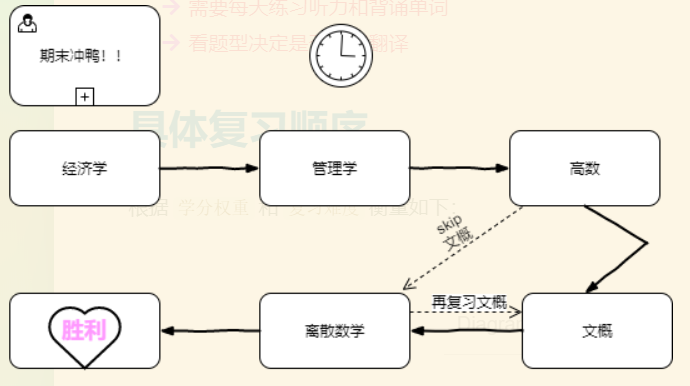 需要每天练习听力和背诵单词
期末冲鸭！！
看题型决定是
翻译
具体复习顺序
经济学
管理学
高数
根据 学分权重 和 复习难度 衡量如下：
skip
文概
再复习文概
胜利
离散数学
文概